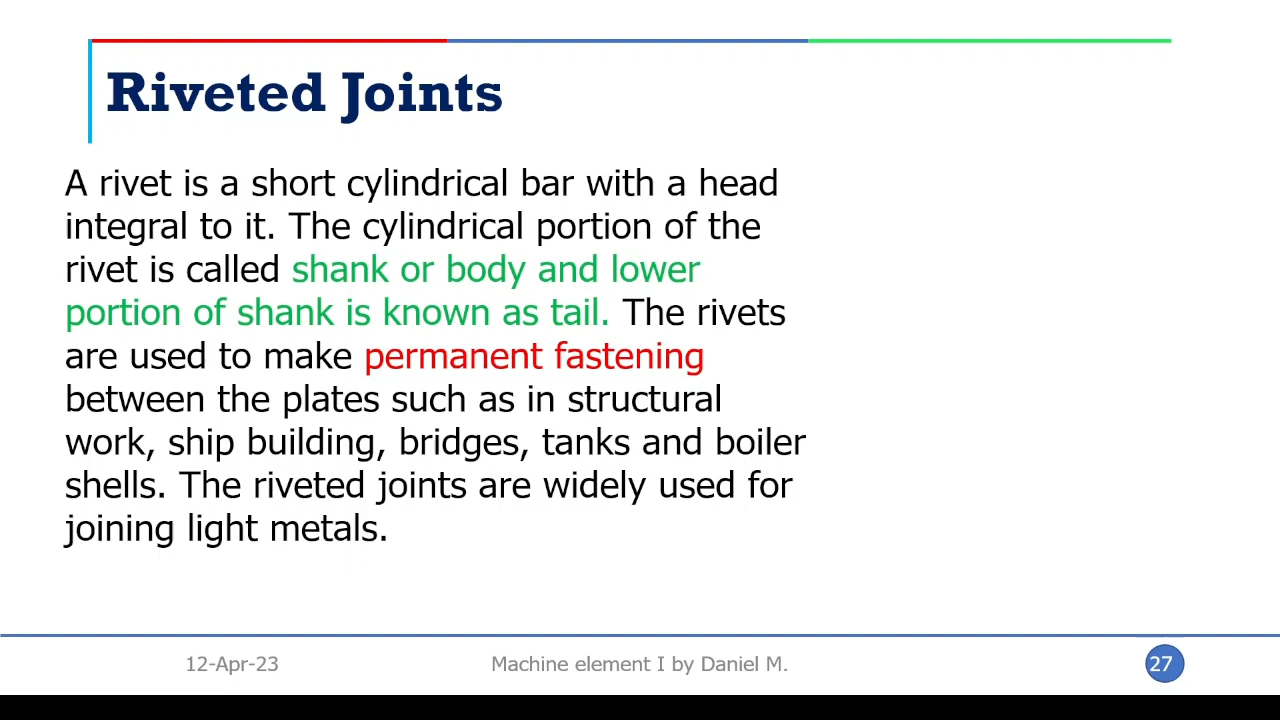 Riveted Joints
A rivet is a short cylindrical bar with a head
integral to it. The cylindrical portion of the
rivet is called shank or body and lower
portion of shank is known as tail. The rivets
are used to make permanent fastening
between the plates such as in structural
work, ship building, bridges, tanks and boiler
shells. The riveted joints are widely used for
joining light metals.
12-Apr-23
Machine element I by Daniel M.
27